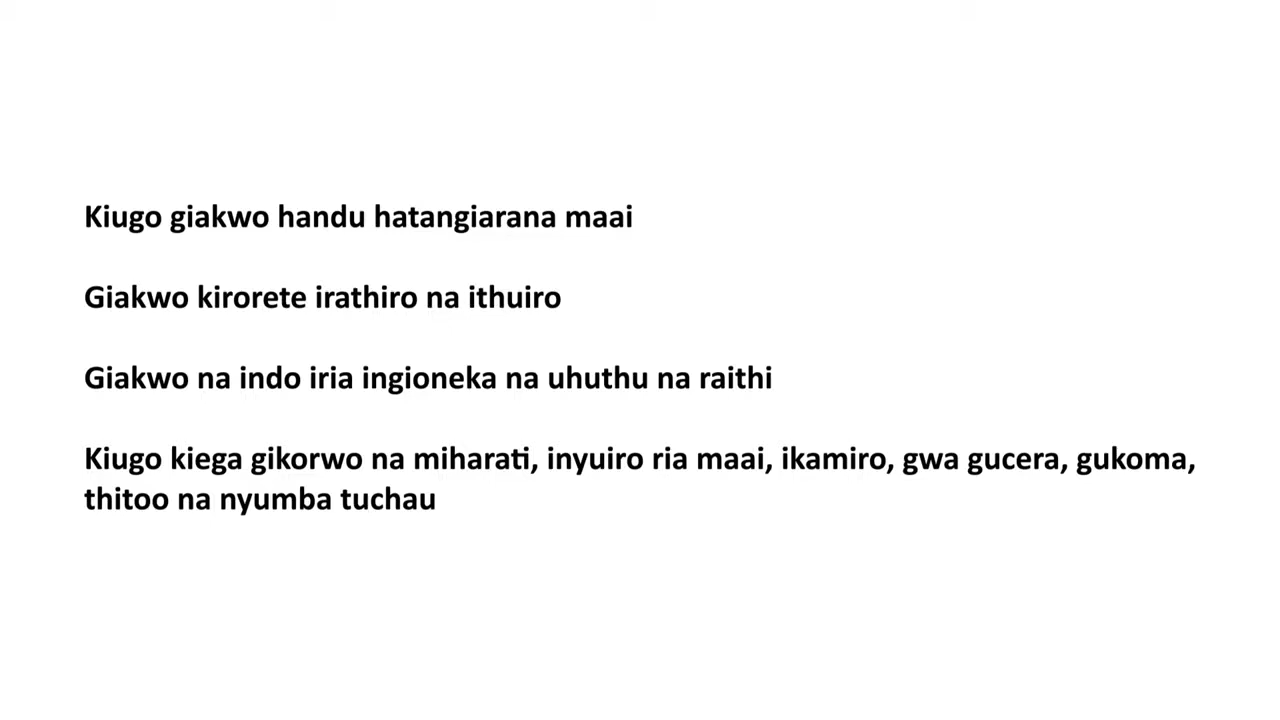 Kiugo giakwo handu hatangiarana maai
Giakwo kirorete irathiro na ithuiro
Giakwo na indo iria ingioneka na uhuthu na raithi
Kiugo kiega gikorwo na miharati, inyuiro ria maai, ikamiro, gwa gucera, gukoma,
thitoo na nyumba tuchau